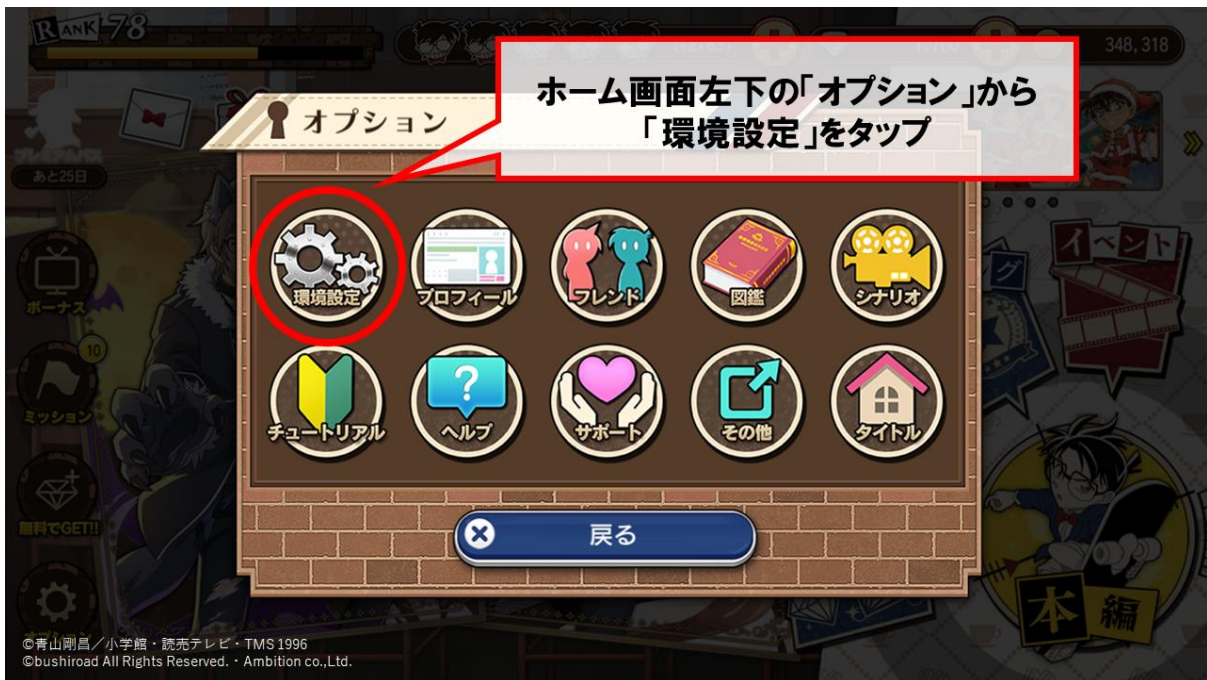 RANK 78
348,318
ホーム画面左下の「オプション」から
「環境設定」をタップ
オプション
あと25日
環境設定
プロフィール
フレンド
図鑑
シナリオ
チュートリアル
ヘルプ
サポート
その他
タイトル
戻る
ボーナス
10
ミッション
無料でGET!!
イベント
本編
©青山剛昌／小学館・読売テレビ・TMS 1996
©bushiroad All Rights Reserved.・Ambition co.,Ltd.